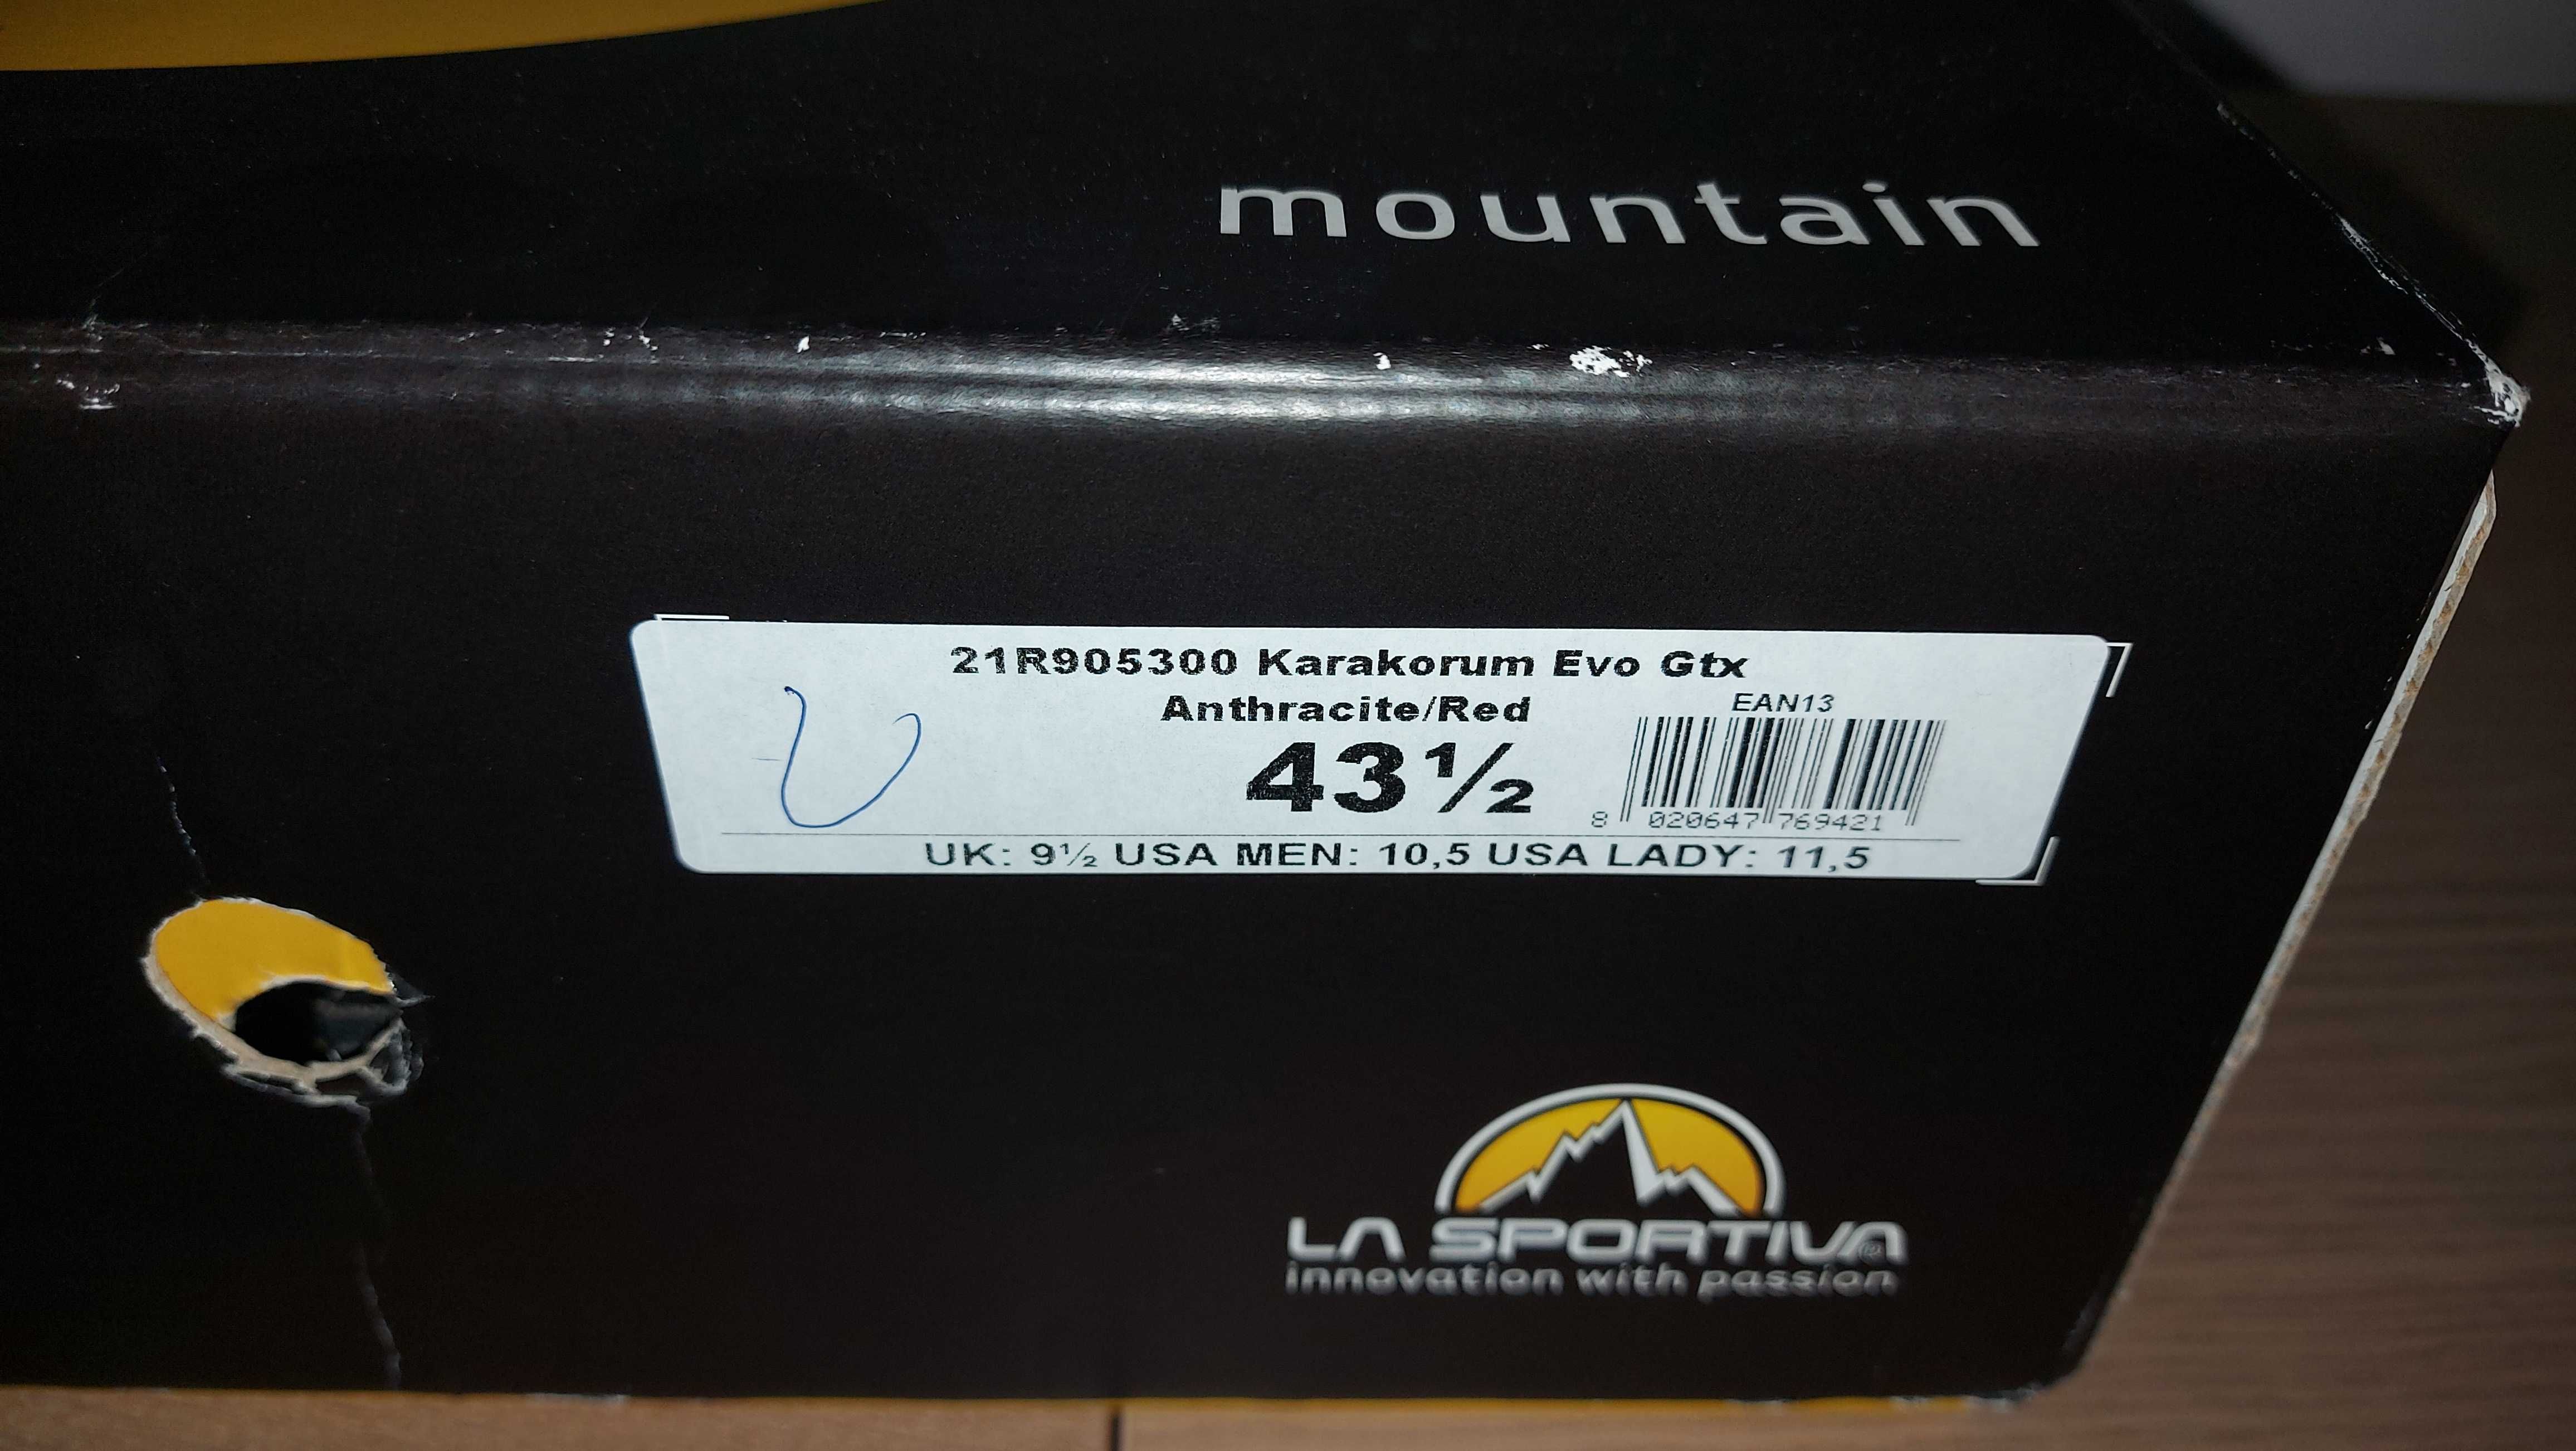 mountain
21R905300 Karakorum Evo Gtx
Anthracite/Red
EAN13
43½
8 020647 769421
UK: 9½ USA MEN: 10,5 USA LADY: 11,5
LA SPORTIVA®
innovation with passion